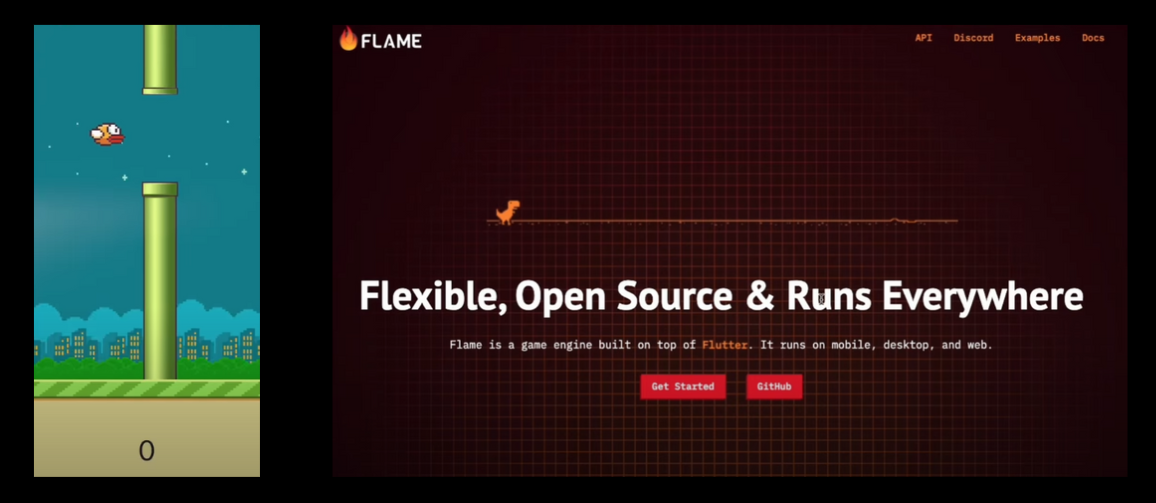 FLAME
API Discord Examples Docs
Flexible, Open Source & Runs Everywhere
Flame is a game engine built on top of Flutter. It runs on mobile, desktop, and web.
Get Started GitHub
0